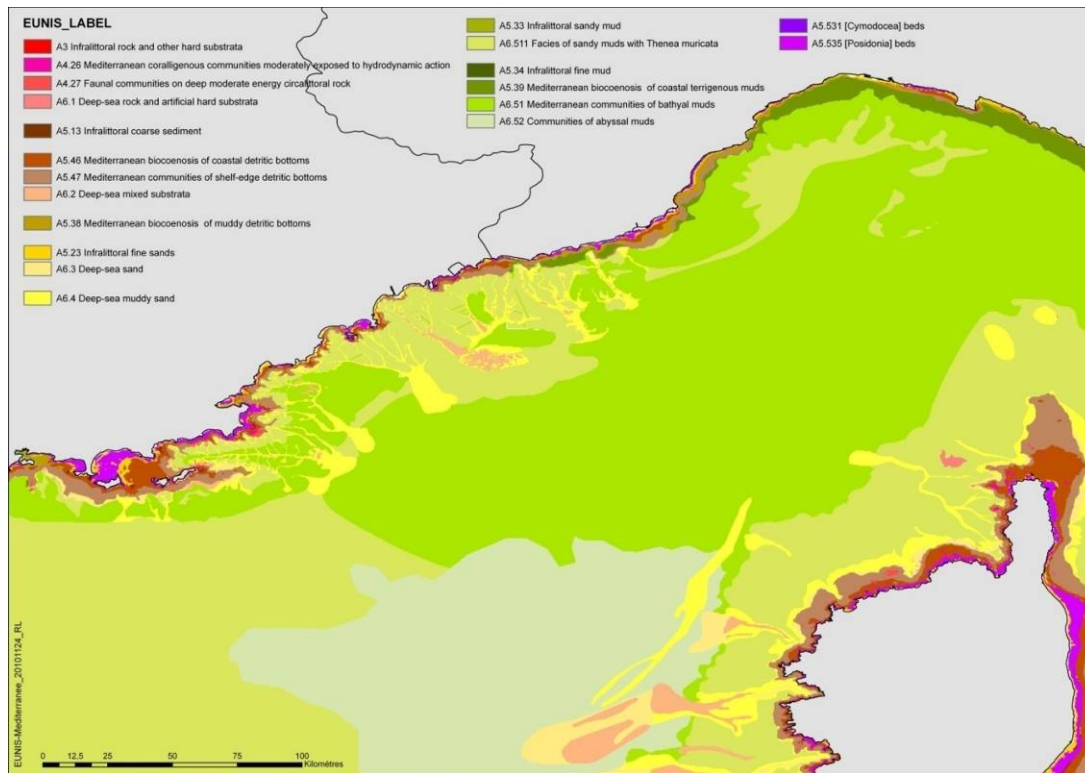 EUNIS_LABEL
A3 Infralittoral rock and other hard substrata
A4.26 Mediterranean coralligenous communities moderately exposed to hydrodynamic action
A4.27 Faunal communities on deep moderate energy circalittoral rock
A6.1 Deep-sea rock and artificial hard substrata
A5.13 Infralittoral coarse sediment
A5.46 Mediterranean biocoenosis of coastal detritic bottoms
A5.47 Mediterranean communities of shelf-edge detritic bottoms
A6.2 Deep-sea mixed substrata
A5.38 Mediterranean biocoenosis of muddy detritic bottoms
A5.23 Infralittoral fine sands
A6.3 Deep-sea sand
A6.4 Deep-sea muddy sand
A5.33 Infralittoral sandy mud
A6.511 Facies of sandy muds with Thenea muricata
A5.34 Infralittoral fine mud
A5.39 Mediterranean biocoenosis of coastal terrigenous muds
A6.51 Mediterranean communities of bathyal muds
A6.52 Communities of abyssal muds
A5.531 [Cymodocea] beds
A5.535 [Posidonia] beds
EUNIS-Mediterranee_20101124_RL
0 12,5 25 50 75 100
Kilomètres